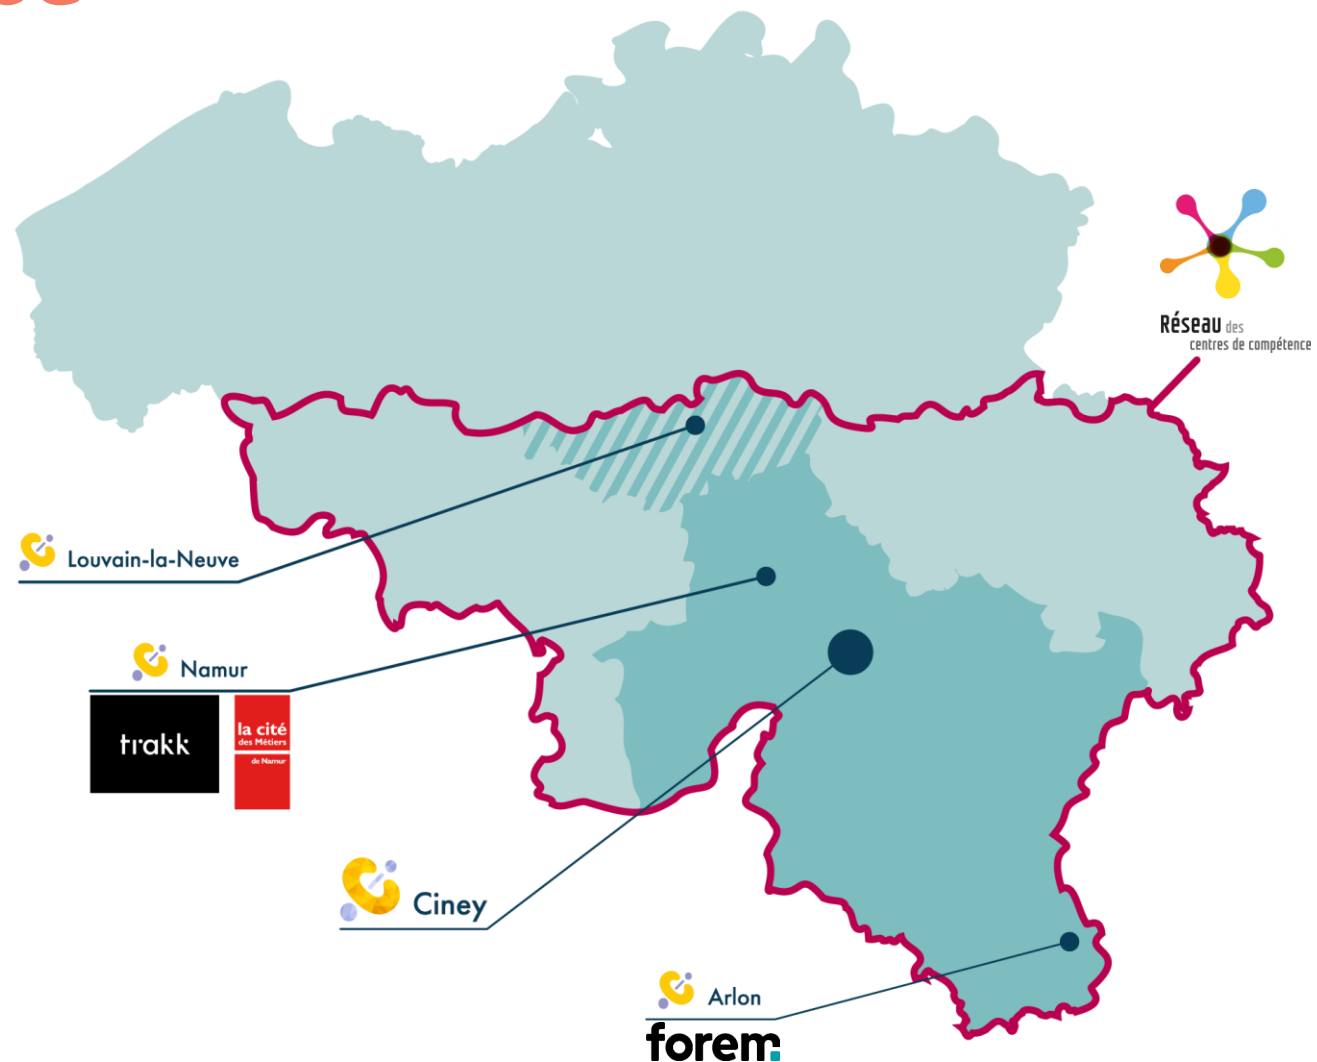 Réseau des
centres de compétence
Louvain-la-Neuve
Namur
trakk
la cité
des Métiers
de Namur
Ciney
Arlon
forem